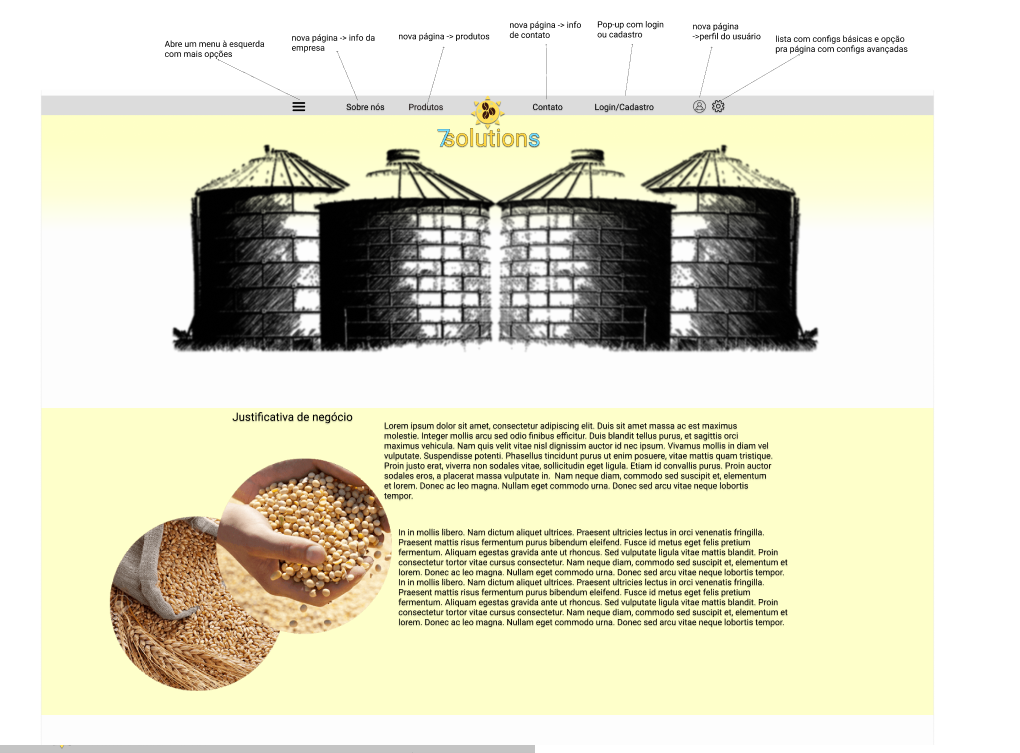 Abre um menu à esquerda
com mais opções
nova página -> info da
empresa
nova página -> produtos
nova página -> info
de contato
Pop-up com login
ou cadastro
nova página
->perfil do usuário
lista com configs básicas e opção
pra página com configs avançadas
Sobre nós
Produtos
Contato
Login/Cadastro
7solutions
Justificativa de negócio
Lorem ipsum dolor sit amet, consectetur adipiscing elit. Duis sit amet massa ac est maximus
molestie. Integer mollis arcu sed odio finibus efficitur. Duis blandit tellus purus, et sagittis orci
maximus vehicula. Nam quis velit vitae nisl dignissim auctor id nec ipsum. Vivamus mollis in diam vel
vulputate. Suspendisse potenti. Phasellus tincidunt purus ut enim posuere, vitae mattis quam tristique.
Proin justo erat, viverra non sodales vitae, sollicitudin eget ligula. Etiam id convallis purus. Proin auctor
sodales eros, a placerat massa vulputate in.  Nam neque diam, commodo sed suscipit et, elementum
et lorem. Donec ac leo magna. Nullam eget commodo urna. Donec sed arcu vitae neque lobortis
tempor.
In in mollis libero. Nam dictum aliquet ultrices. Praesent ultricies lectus in orci venenatis fringilla.
Praesent mattis risus fermentum purus bibendum eleifend. Fusce id metus eget felis pretium
fermentum. Aliquam egestas gravida ante ut rhoncus. Sed vulputate ligula vitae mattis blandit. Proin
consectetur tortor vitae cursus consectetur. Nam neque diam, commodo sed suscipit et, elementum et
lorem. Donec ac leo magna. Nullam eget commodo urna. Donec sed arcu vitae neque lobortis tempor.
In in mollis libero. Nam dictum aliquet ultrices. Praesent ultricies lectus in orci venenatis fringilla.
Praesent mattis risus fermentum purus bibendum eleifend. Fusce id metus eget felis pretium
fermentum. Aliquam egestas gravida ante ut rhoncus. Sed vulputate ligula vitae mattis blandit. Proin
consectetur tortor vitae cursus consectetur. Nam neque diam, commodo sed suscipit et, elementum et
lorem. Donec ac leo magna. Nullam eget commodo urna. Donec sed arcu vitae neque lobortis tempor.